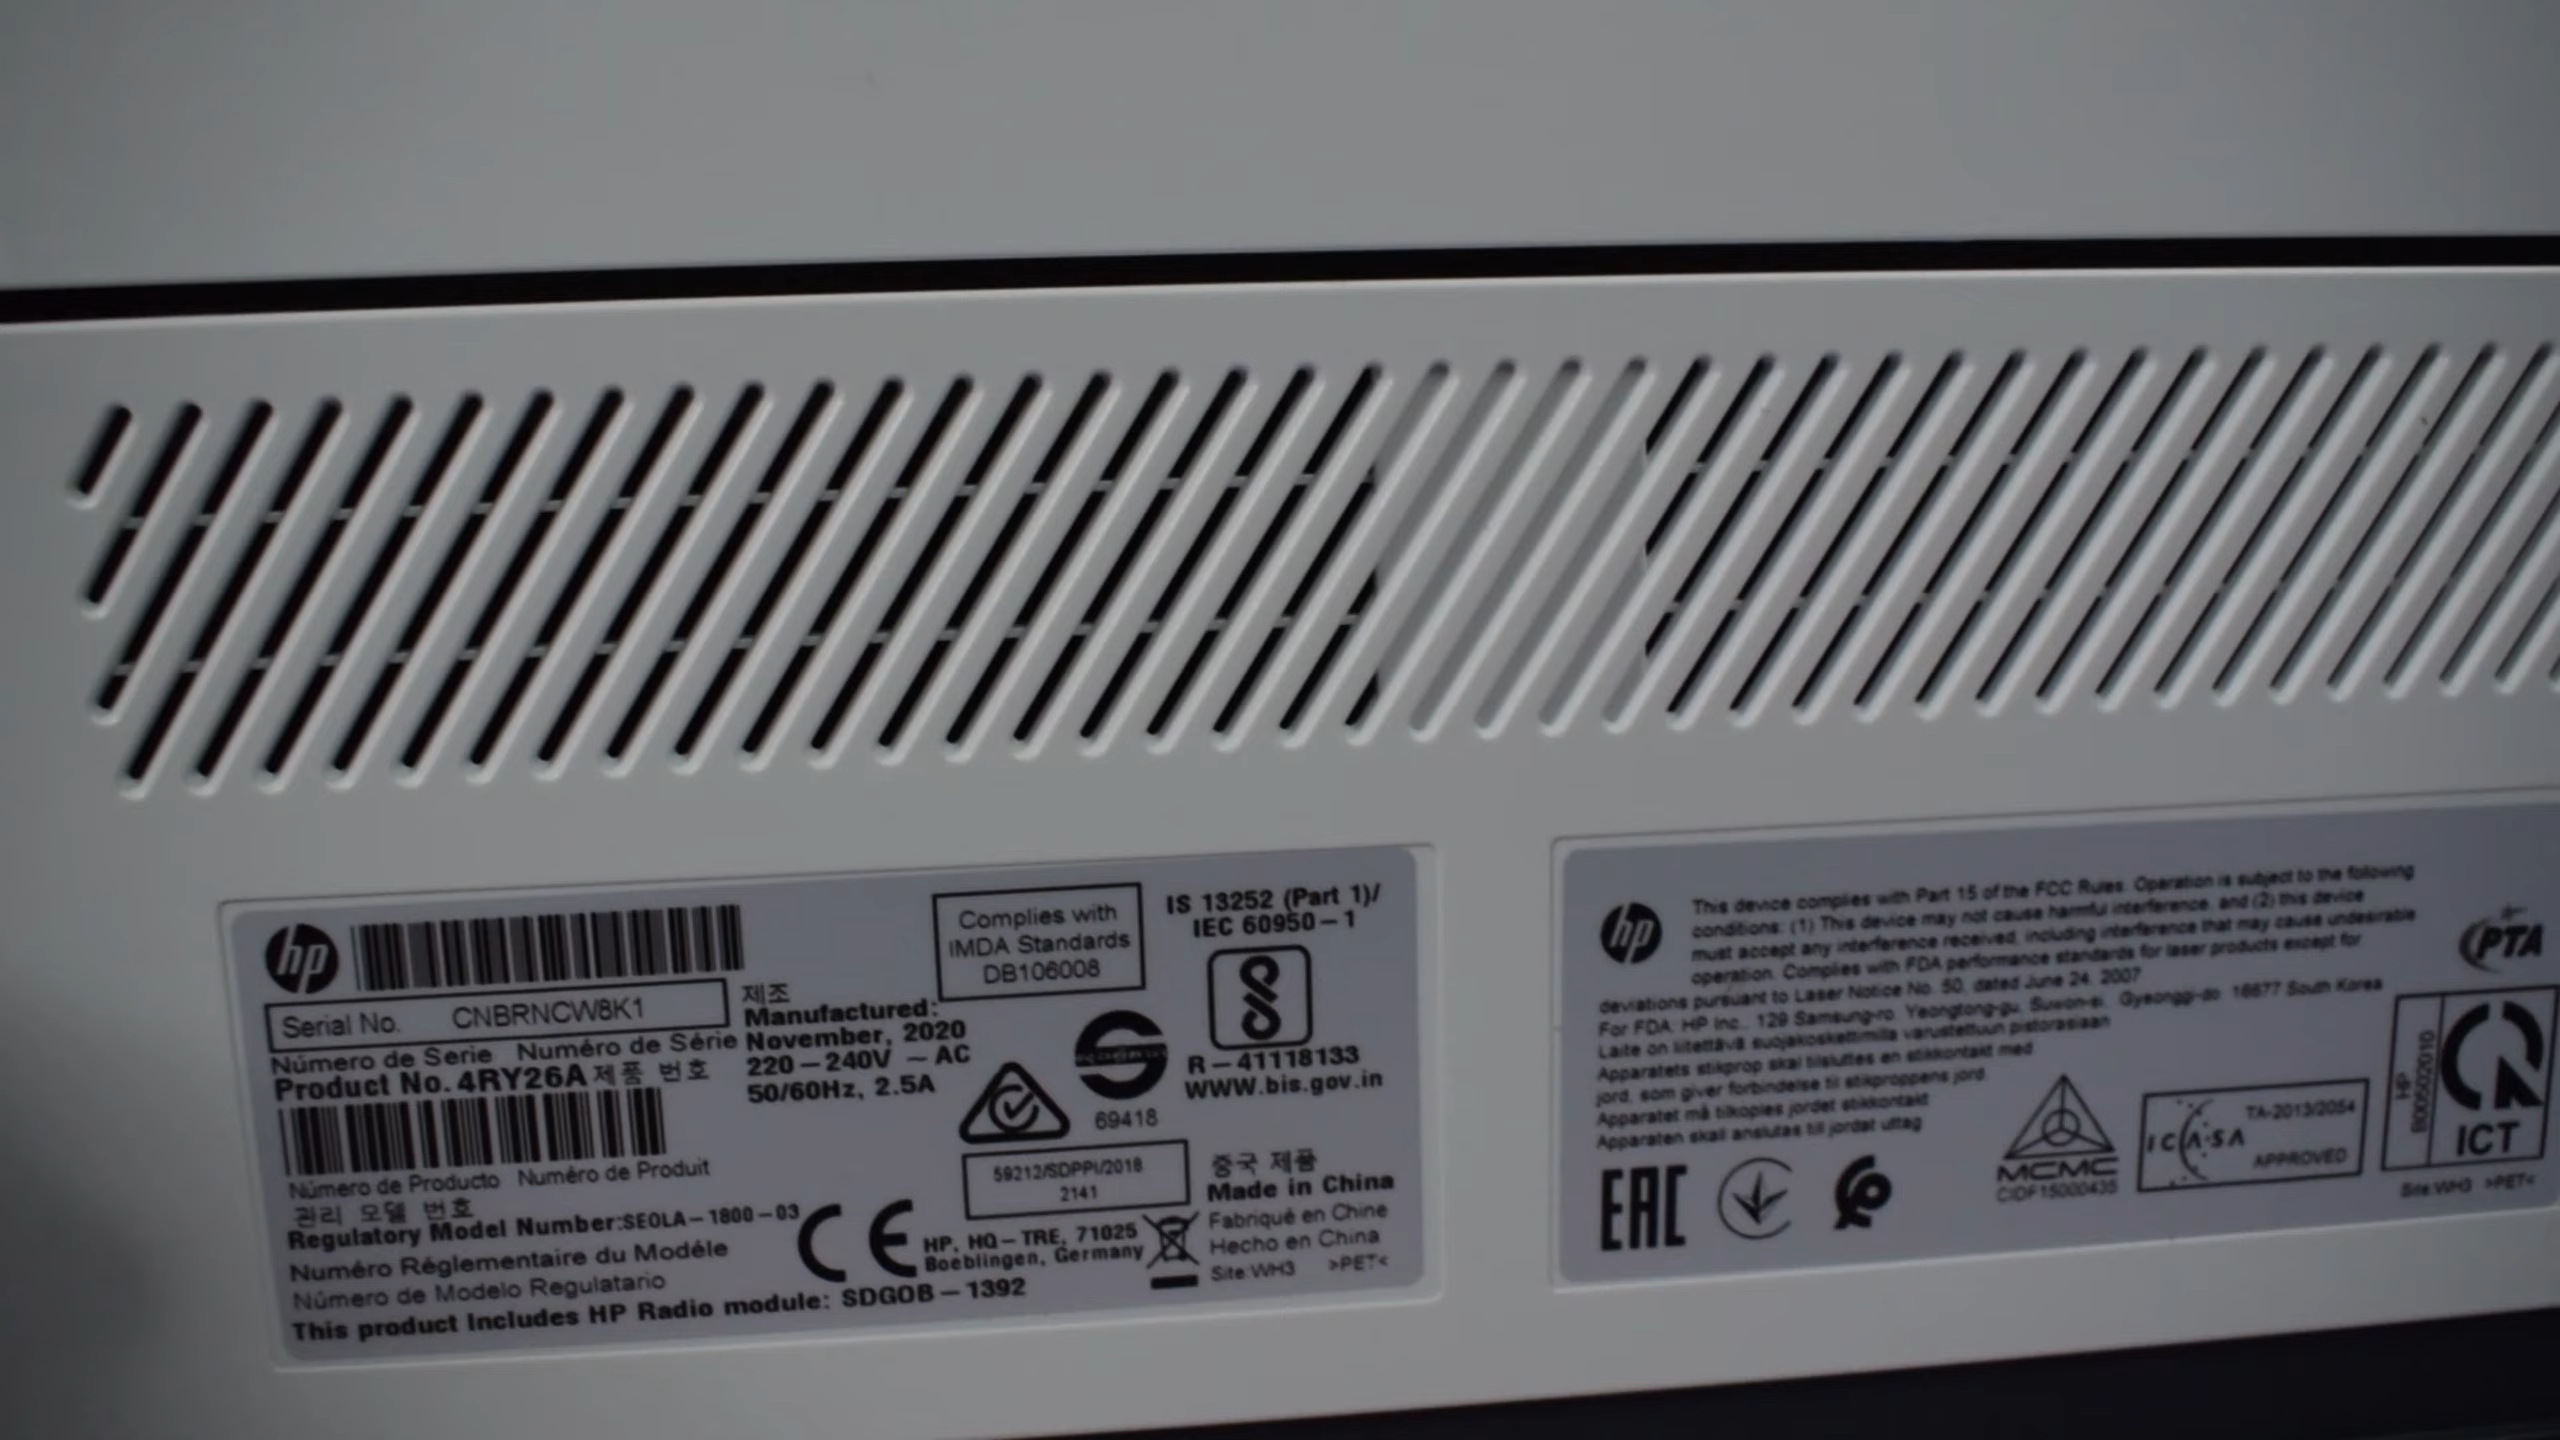 hp
Serial No. CNBRNCW8K1
Número de Serie Numéro de Série
Product No. 4RY26A 제품 번호
Número de Producto Numéro de Produit
관리 모델 번호
Regulatory Model Number:SEOLA-1800-03
Numéro Réglementaire du Modéle
Número de Modelo Regulatario
This product Includes HP Radio module: SDGOB-1392
제조
Manufactured:
November, 2020
220-240V ~ AC
50/60Hz, 2.5A
Complies with
IMDA Standards
DB106008
IS 13252 (Part 1)/
IEC 60950-1
R-41118133
WWW.bis.gov.in
69418
59212/SDPPI/2018
2141
CE
HP, HQ-TRE, 71025
Boeblingen, Germany
중국 제품
Made in China
Fabriqué en Chine
Hecho en China
Site:WH3 >PET<
hp
This device complies with Part 15 of the FCC Rules. Operation is subject to the following
conditions: (1) This device may not cause harmful interference, and (2) this device
must accept any interference received, including interference that may cause undesirable
operation. Complies with FDA performance standards for laser products except for
deviations pursuant to Laser Notice No. 50, dated June 24, 2007
For FDA: HP Inc., 129 Samsung-ro, Yeongtong-gu, Suwon-si, Gyeonggi-do 16677 South Korea
Laite on liitettävä suojakoskettimilla varustettuun pistorasiaan
Apparatets stikprop skal tilsluttes en stikkontakt med
jord, som giver forbindelse til stikproppens jord.
Apparatet må tilkoples jordet stikkontakt
Apparaten skall anslutas till jordat uttag
PTA
EAC
MCMC
CIDF15000435
ICASA
TA-2013/2054
APPROVED
HP
B000502010
ICT
Site:WH3 >PET<